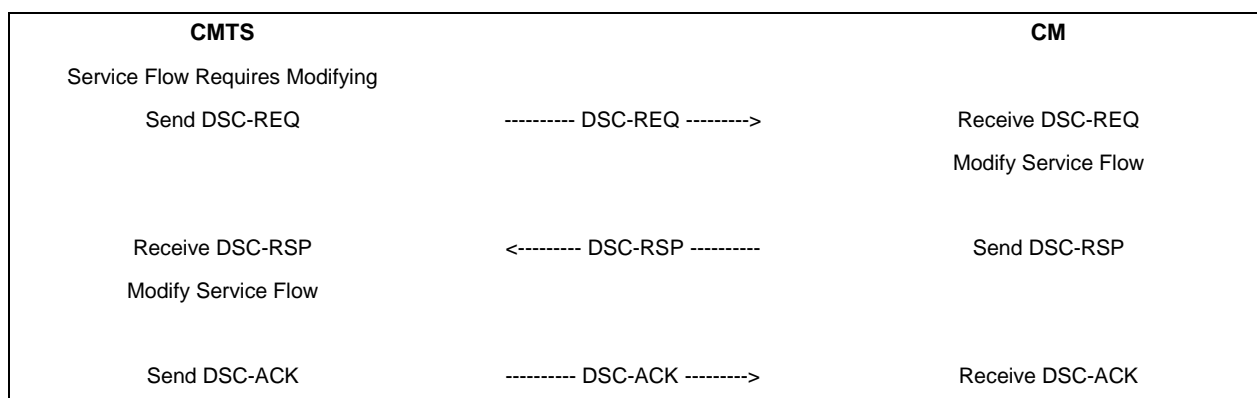 CMTS CM
Service Flow Requires Modifying
Send DSC-REQ ---------- DSC-REQ ---------> Receive DSC-REQ
Modify Service Flow
Receive DSC-RSP <--------- DSC-RSP ---------- Send DSC-RSP
Modify Service Flow
Send DSC-ACK ---------- DSC-ACK ---------> Receive DSC-ACK